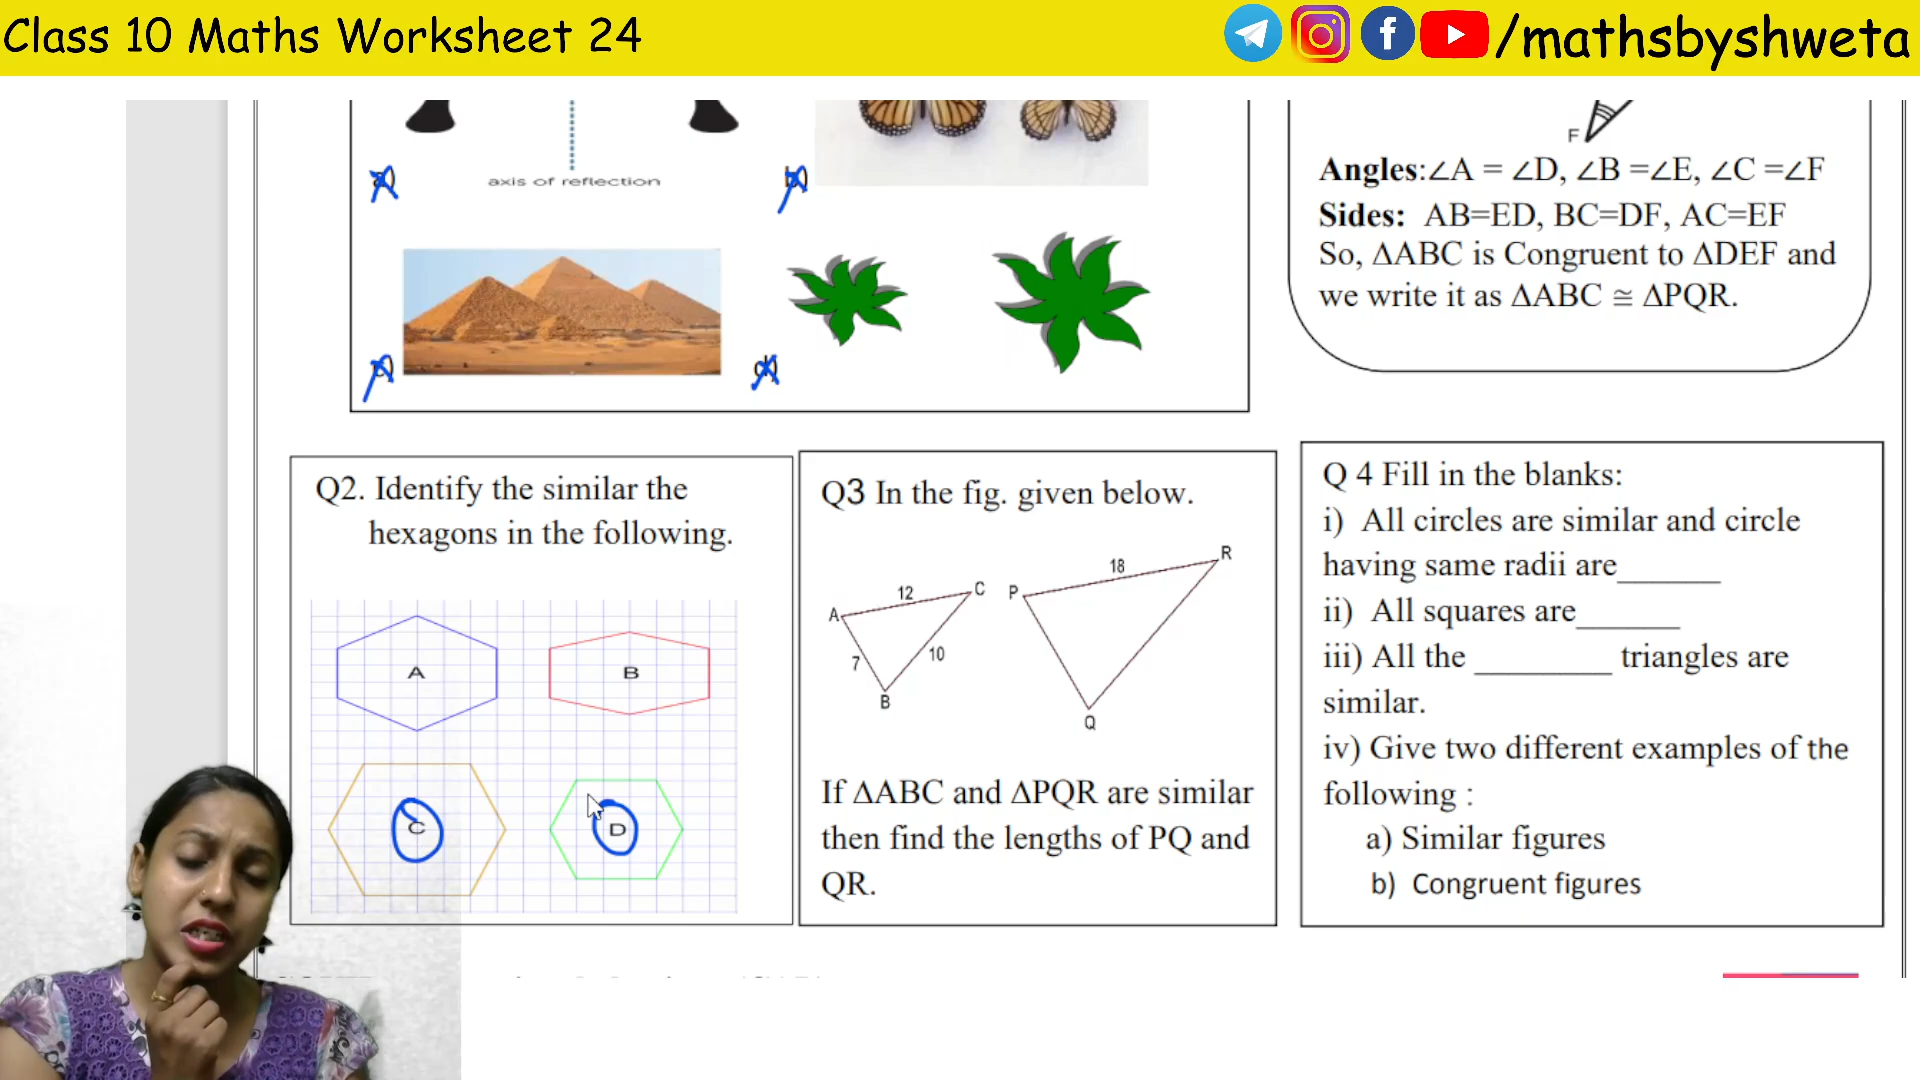 Class 10 Maths Worksheet 24
/mathsbyshweta
a)
axis of reflection
b)
c)
d)
F
Angles:∠A = ∠D, ∠B =∠E, ∠C =∠F
Sides: AB=ED, BC=DF, AC=EF
So, ΔABC is Congruent to ΔDEF and
we write it as ΔABC ≅ ΔPQR.
Q2. Identify the similar the
hexagons in the following.
A
B
C
D
Q3 In the fig. given below.
A
12
C
7
10
B
P
18
R
Q
If ΔABC and ΔPQR are similar
then find the lengths of PQ and
QR.
Q 4 Fill in the blanks:
i) All circles are similar and circle
having same radii are______
ii) All squares are______
iii) All the ________ triangles are
similar.
iv) Give two different examples of the
following :
a) Similar figures
b) Congruent figures